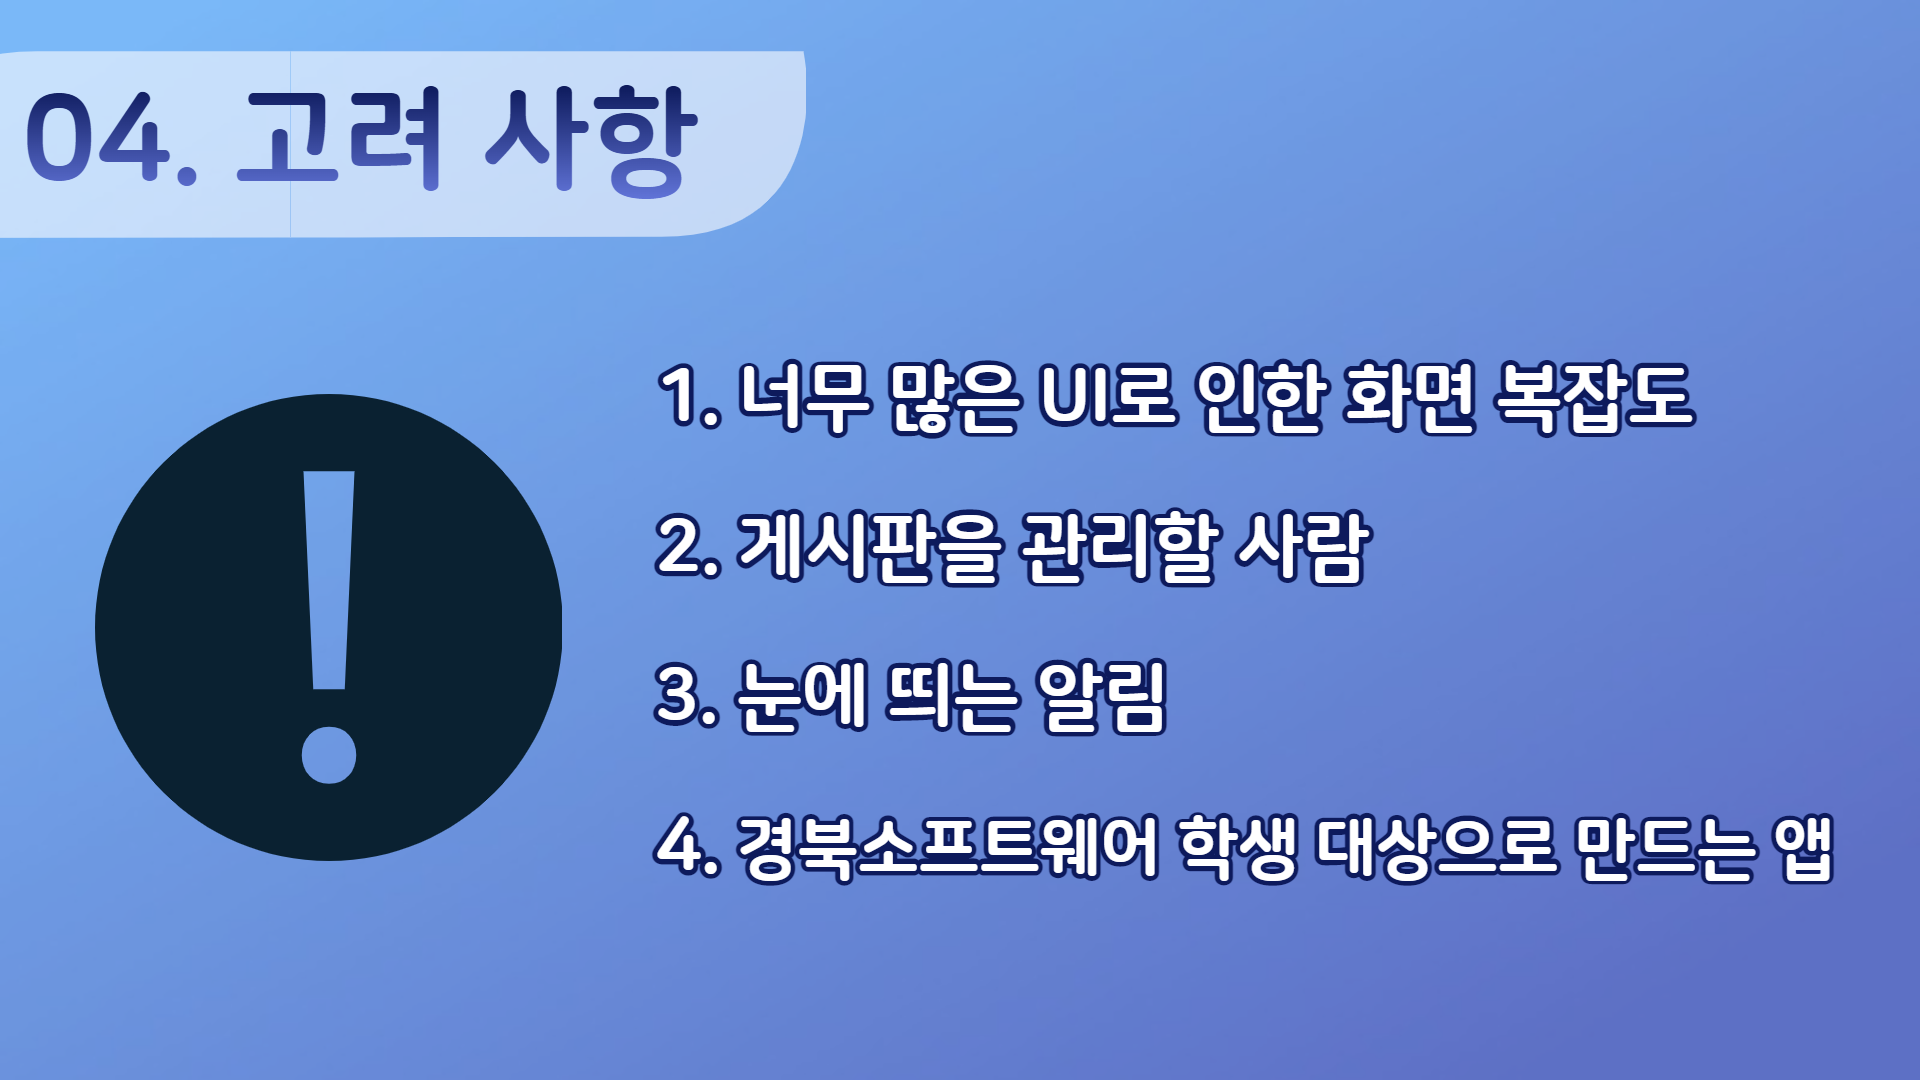 04. 고려 사항
1. 너무 많은 UI로 인한 화면 복잡도
2. 게시판을 관리할 사람
3. 눈에 띄는 알림
4. 경북소프트웨어 학생 대상으로 만드는 앱